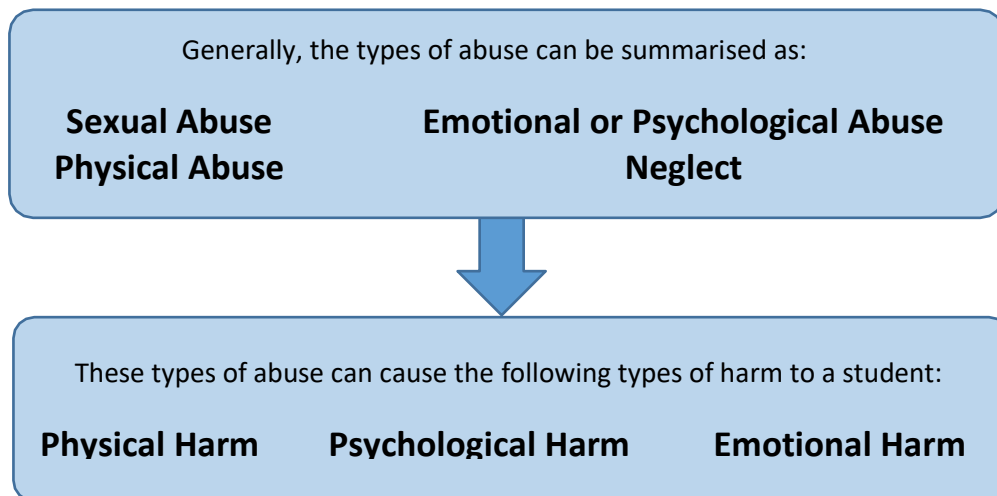 Generally, the types of abuse can be summarised as:
Sexual Abuse Emotional or Psychological Abuse
Physical Abuse Neglect
These types of abuse can cause the following types of harm to a student:
Physical Harm Psychological Harm Emotional Harm